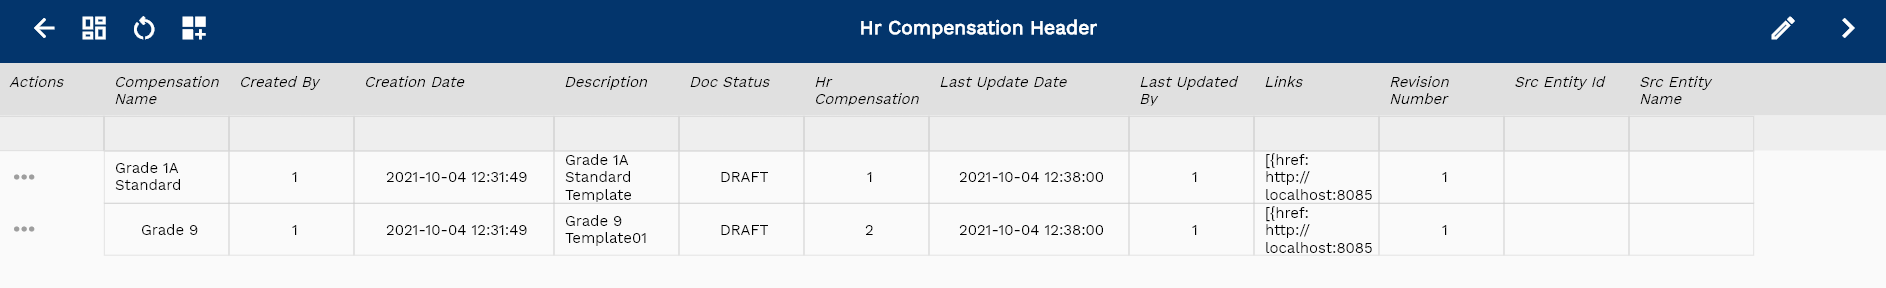 Hr Compensation Header
Actions
Compensation
Name
Created By
Creation Date
Description
Doc Status
Hr
Compensation
Last Update Date
Last Updated
By
Links
Revision
Number
Src Entity Id
Src Entity
Name
Grade 1A
Standard
1
2021-10-04 12:31:49
Grade 1A
Standard
Template
DRAFT
1
2021-10-04 12:38:00
1
[{href:
http://
localhost:8085
1
Grade 9
1
2021-10-04 12:31:49
Grade 9
Template01
DRAFT
2
2021-10-04 12:38:00
1
[{href:
http://
localhost:8085
1